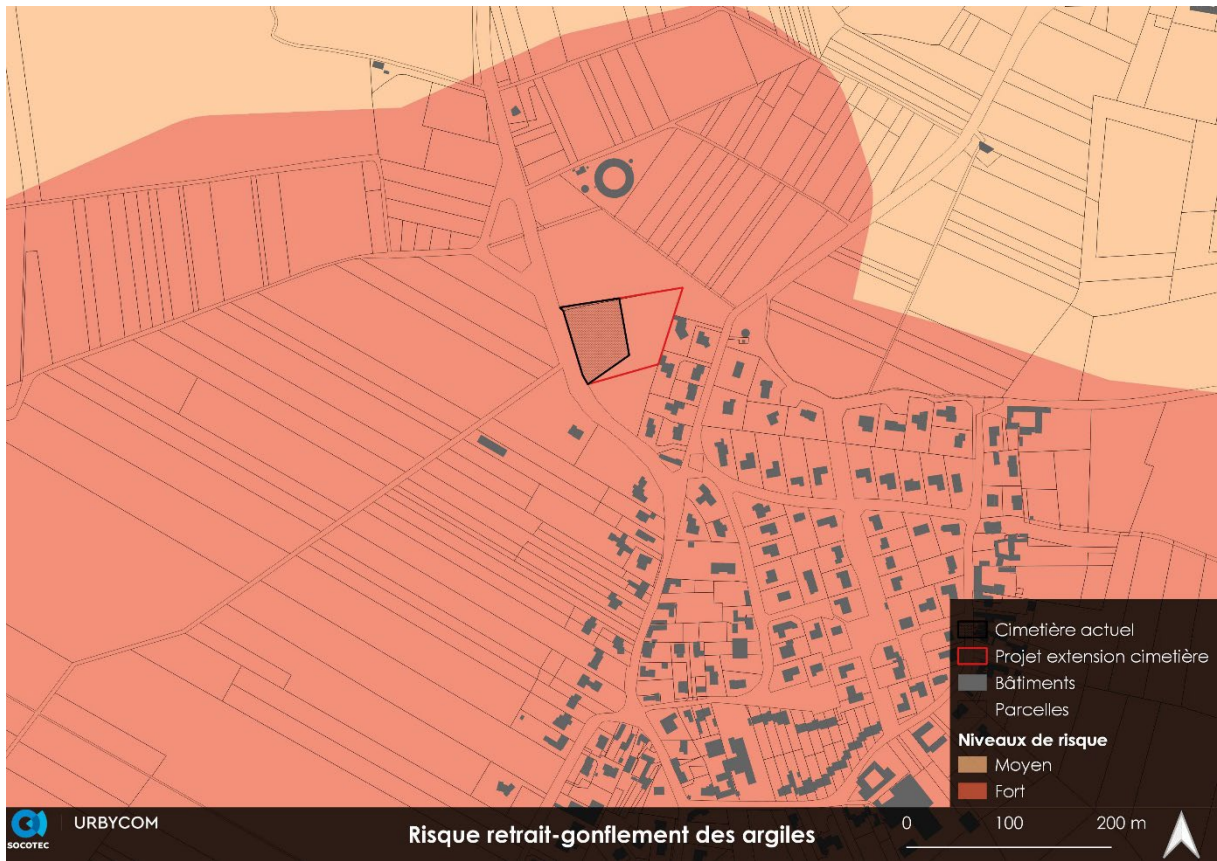 Cimetière actuel
Projet extension cimetière
Bâtiments
Parcelles
Niveaux de risque
Moyen
Fort
SOCOTEC
URBYCOM
Risque retrait-gonflement des argiles
0 100 200 m